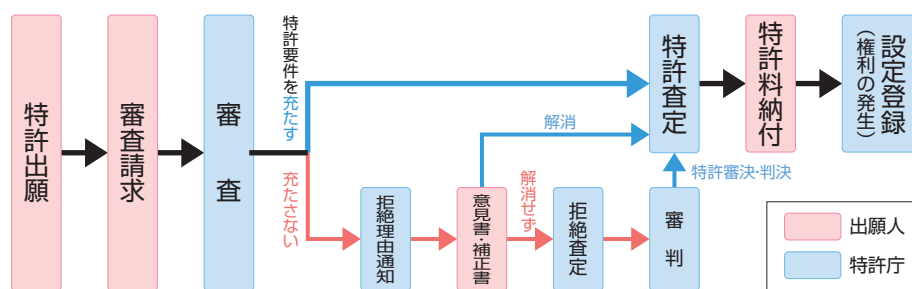 特許出願
審査請求
審査
特許要件を充たす
充たさない
拒絶理由通知
意見書・補正書
解消
解消せず
拒絶査定
審判
特許審決・判決
特許査定
特許料納付
設定登録
（権利の発生）
出願人
特許庁